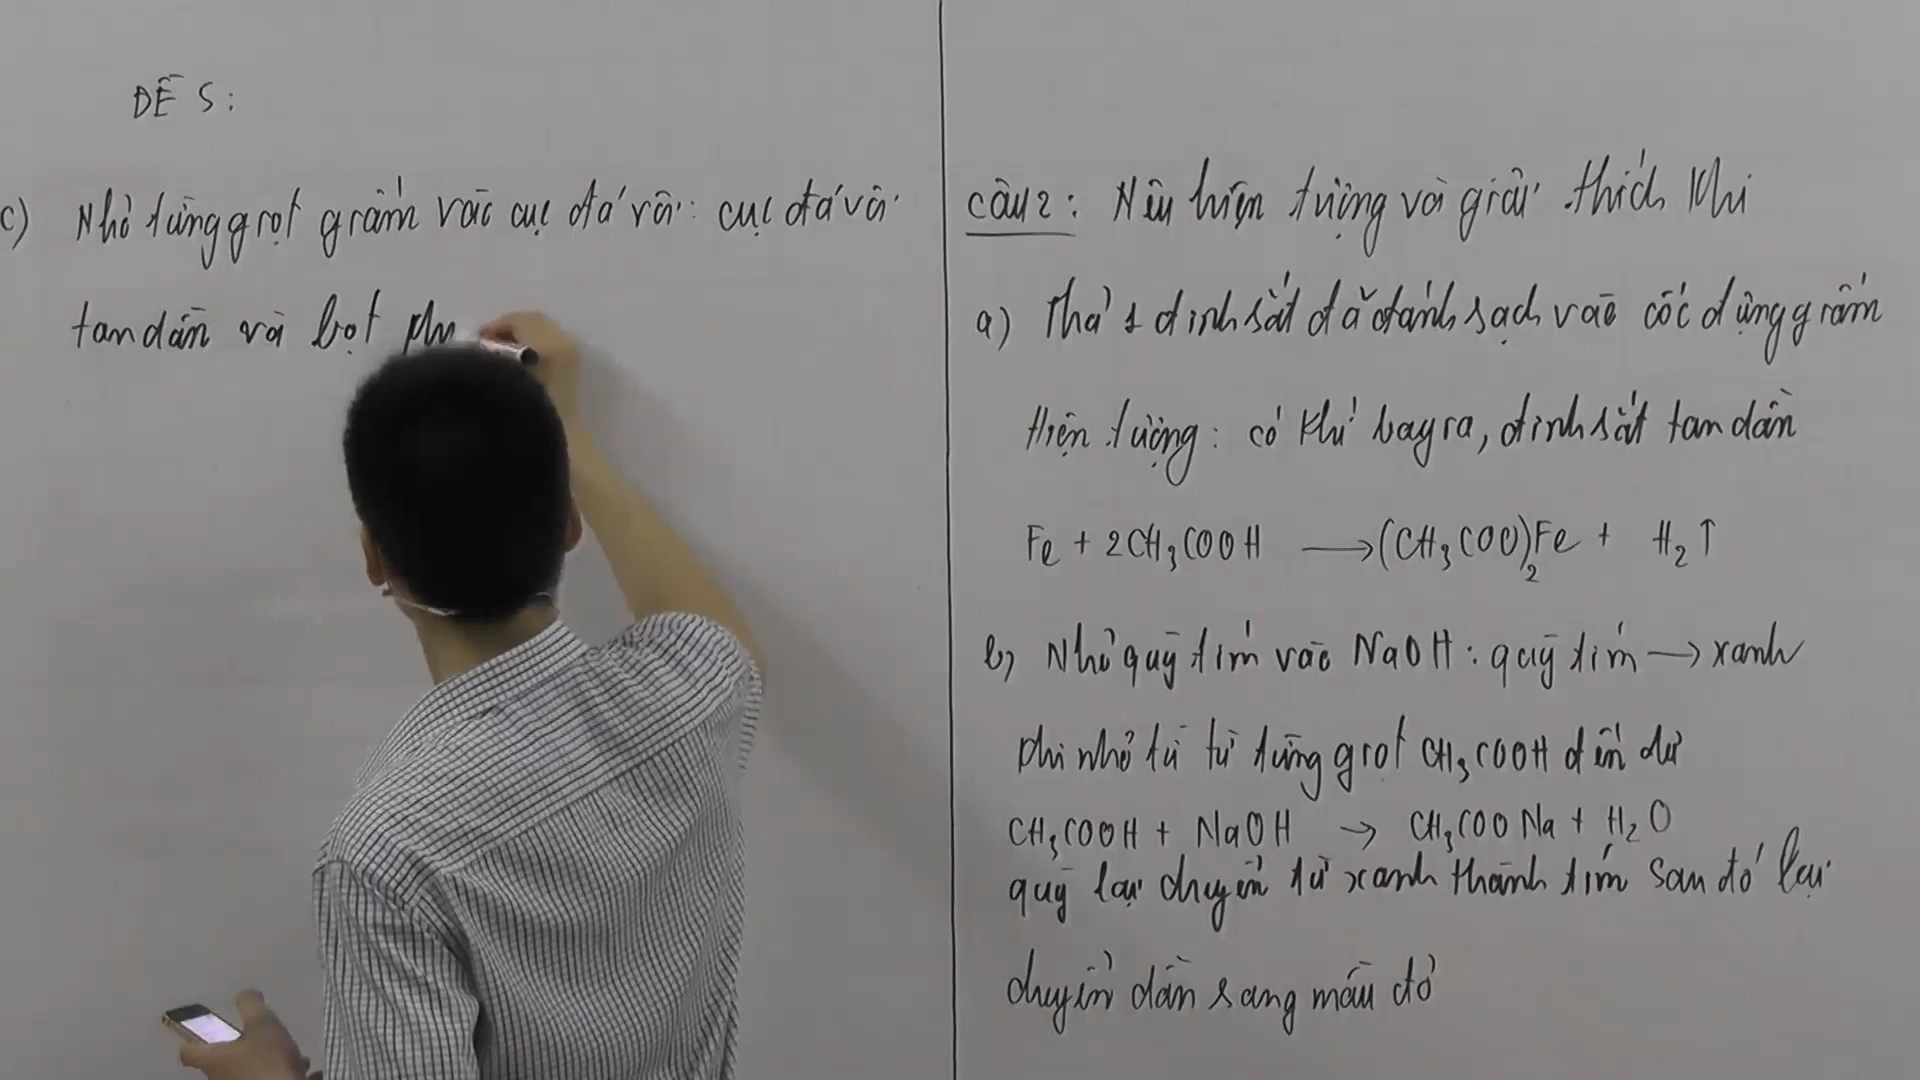 ĐỀ 5:
c) Nhỏ từng giọt giấm vào cục đá vôi: cục đá vôi
tan dần và bọt
Câu 2: Nêu hiện tượng và giải thích khi
a) Thả 1 đinh sắt đã đánh sạch vào cốc đựng giấm
Hiện tượng: có khí bay ra, đinh sắt tan dần
Fe + 2CH₃COOH ⟶ (CH₃COO)₂Fe + H₂↑
b) Nhỏ quỳ tím vào NaOH: quỳ tím → xanh
khi nhỏ từ từ từng giọt CH₃COOH đến dư
CH₃COOH + NaOH → CH₃COONa + H₂O
quỳ lại chuyển từ xanh thành tím sau đó lại
chuyển dần sang màu đỏ